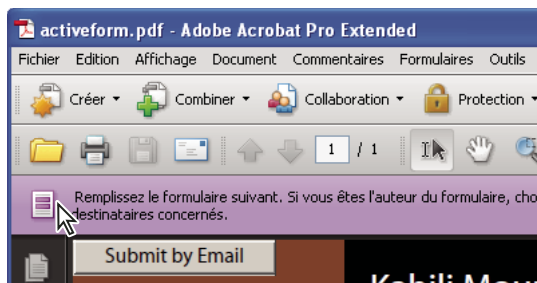 activeform.pdf - Adobe Acrobat Pro Extended
Fichier Edition Affichage Document Commentaires Formulaires Outils
Créer Combiner Collaboration Protection
1 / 1
Remplissez le formulaire suivant. Si vous êtes l'auteur du formulaire,
destinataires concernés.
Submit by Email